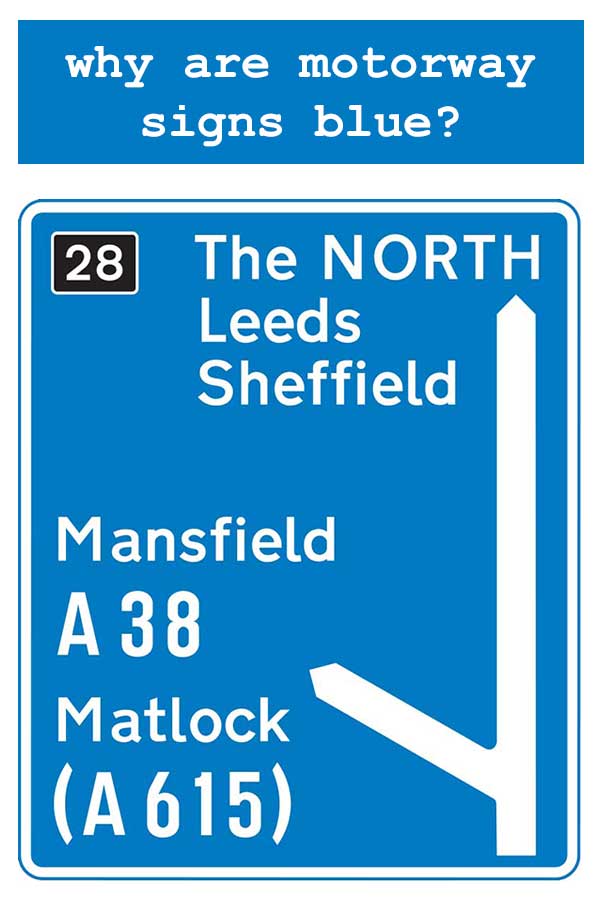 why are motorway
signs blue?
28
The NORTH
Leeds
Sheffield
Mansfield
A 38
Matlock
(A 615)